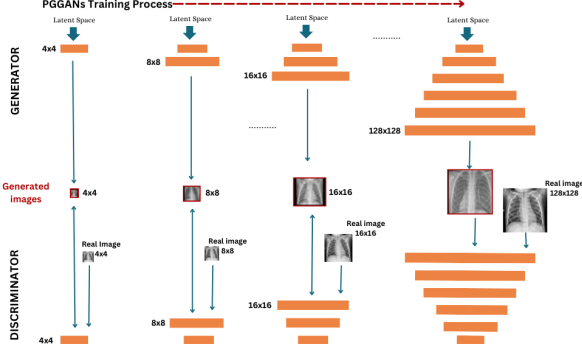 PGGANs Training Process
Latent Space
Latent Space
Latent Space
Latent Space
GENERATOR
4x4
8x8
16x16
...........
128x128
...........
Generated
images
4x4
8x8
16x16
Real image
128x128
Real Image
4x4
Real image
8x8
Real image
16x16
DISCRIMINATOR
4x4
8x8
16x16